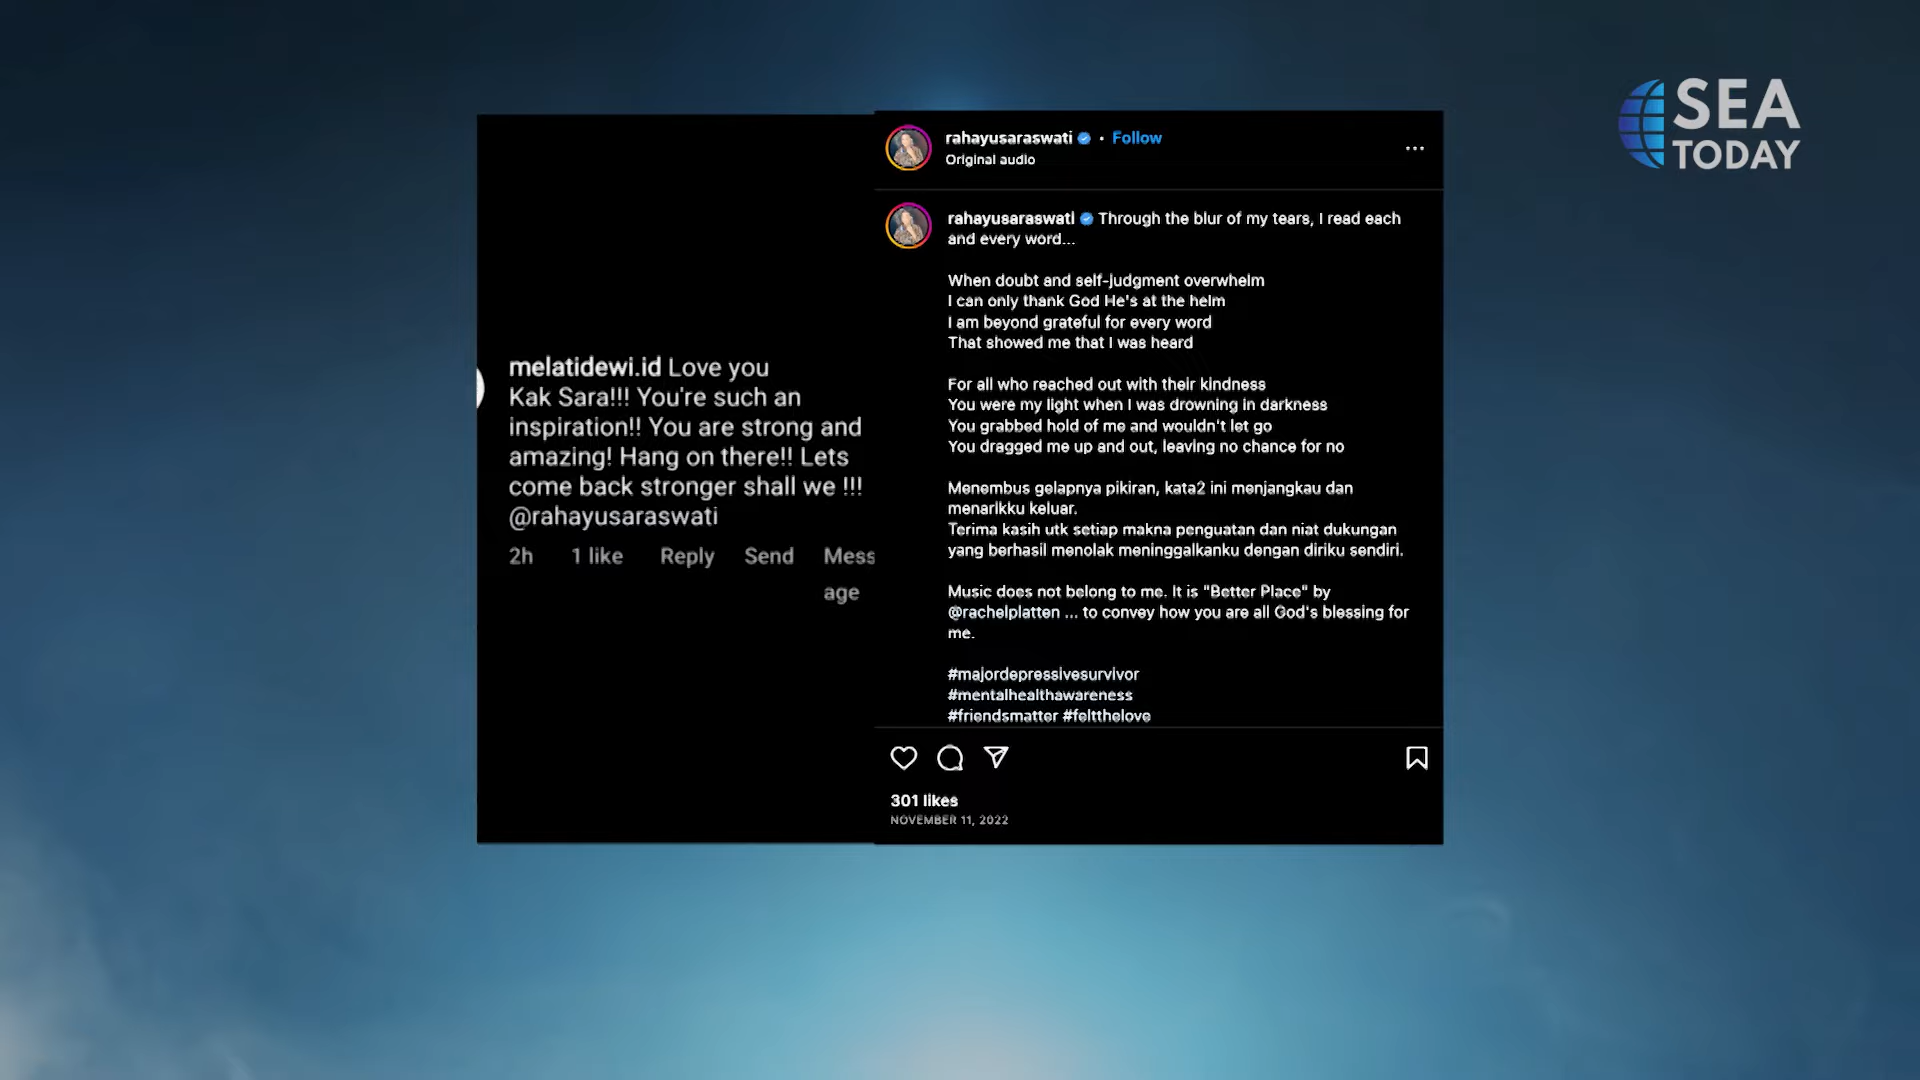 SEA
TODAY
melatidewi.id Love you
Kak Sara!!! You're such an
inspiration!! You are strong and
amazing! Hang on there!! Lets
come back stronger shall we !!!
@rahayusaraswati
2h 1 like Reply Send Mess
age
rahayusaraswati • Follow
Original audio
rahayusaraswati Through the blur of my tears, I read each
and every word...
When doubt and self-judgment overwhelm
I can only thank God He's at the helm
I am beyond grateful for every word
That showed me that I was heard
For all who reached out with their kindness
You were my light when I was drowning in darkness
You grabbed hold of me and wouldn't let go
You dragged me up and out, leaving no chance for no
Menembus gelapnya pikiran, kata2 ini menjangkau dan
menarikku keluar.
Terima kasih utk setiap makna penguatan dan niat dukungan
yang berhasil menolak meninggalkanku dengan diriku sendiri.
Music does not belong to me. It is "Better Place" by
@rachelplatten ... to convey how you are all God's blessing for
me.
#majordepressivesurvivor
#mentalhealthawareness
#friendsmatter #feltthelove
301 likes
NOVEMBER 11, 2022